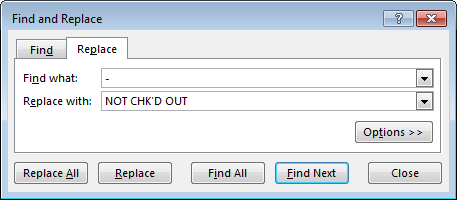 Find and Replace
?
Find Replace
Find what: -
Replace with: NOT CHK'D OUT
Options >>
Replace All Replace Find All Find Next Close